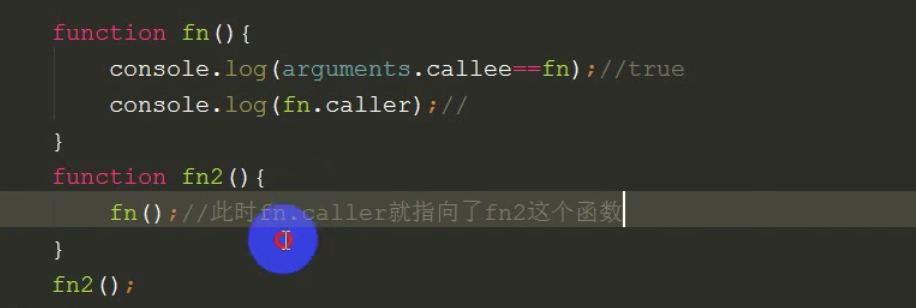 function fn(){
console.log(arguments.callee==fn);//true
console.log(fn.caller);//
}
function fn2(){
fn();//此时fn.caller就指向了fn2这个函数
}
fn2();